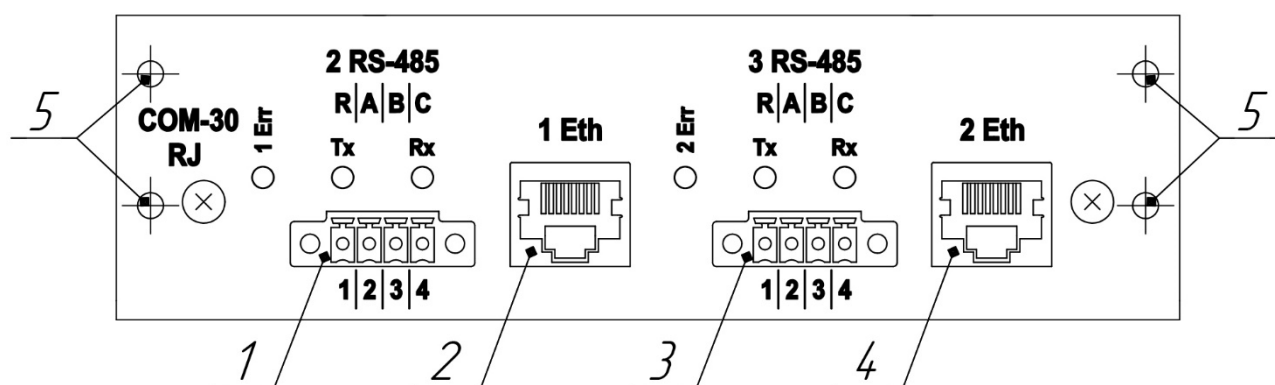 2 RS-485
R|A|B|C
3 RS-485
R|A|B|C
5
5
COM-30
RJ
1 Err
Tx
Rx
1 Eth
2 Err
Tx
Rx
2 Eth
1|2|3|4
1|2|3|4
1
2
3
4